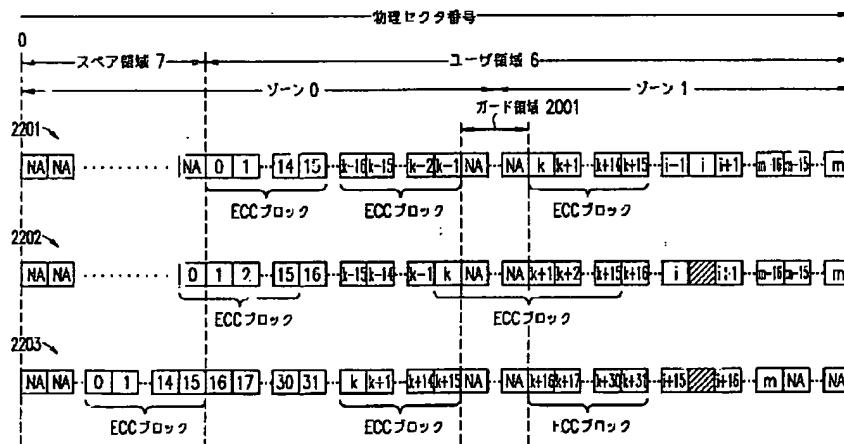 物理セクタ番号
0
スペア領域 7 ユーザ領域 6
ゾーン 0 ゾーン 1
ガード領域 2001
2201
NA NA NA 0 1 14 15 k-16 k-15 k-2 k-1 NA NA k k+1 k+14 k+15 i-1 i i+1 m-16 m-15 m
ECCブロック ECCブロック ECCブロック
2202
NA NA 0 1 2 15 16 k-15 k-14 k-1 k NA NA k+1 k+2 k+15 k+16 i i+1 m-16 m-15 m
ECCブロック ECCブロック
2203
NA NA 0 1 14 15 16 17 30 31 k k+1 k+14 k+15 NA NA k+16 k+17 k+30 k+31 i+15 i+16 m NA NA
ECCブロック ECCブロック ECCブロック